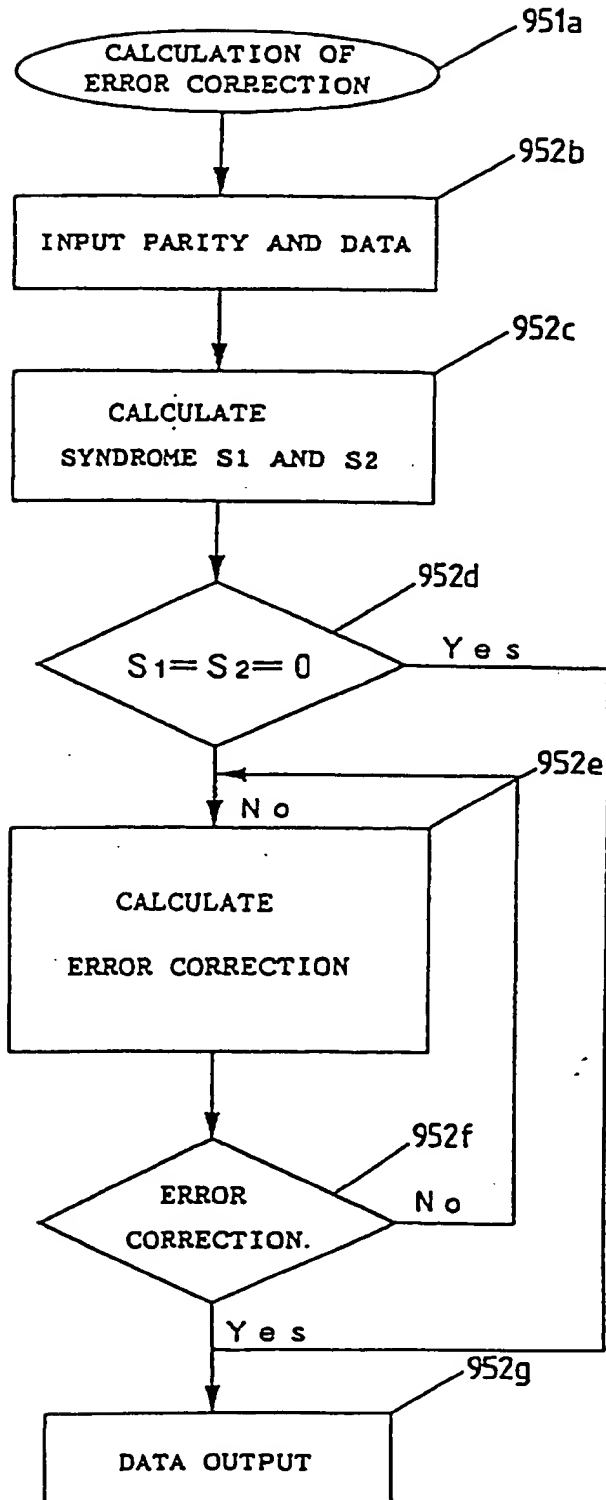 951a
CALCULATION OF
ERROR CORRECTION
952b
INPUT PARITY AND DATA
952c
CALCULATE
SYNDROME S1 AND S2
952d
S1=S2=0
Yes
952e
No
CALCULATE
ERROR CORRECTION
952f
ERROR
CORRECTION.
No
Yes
952g
DATA OUTPUT